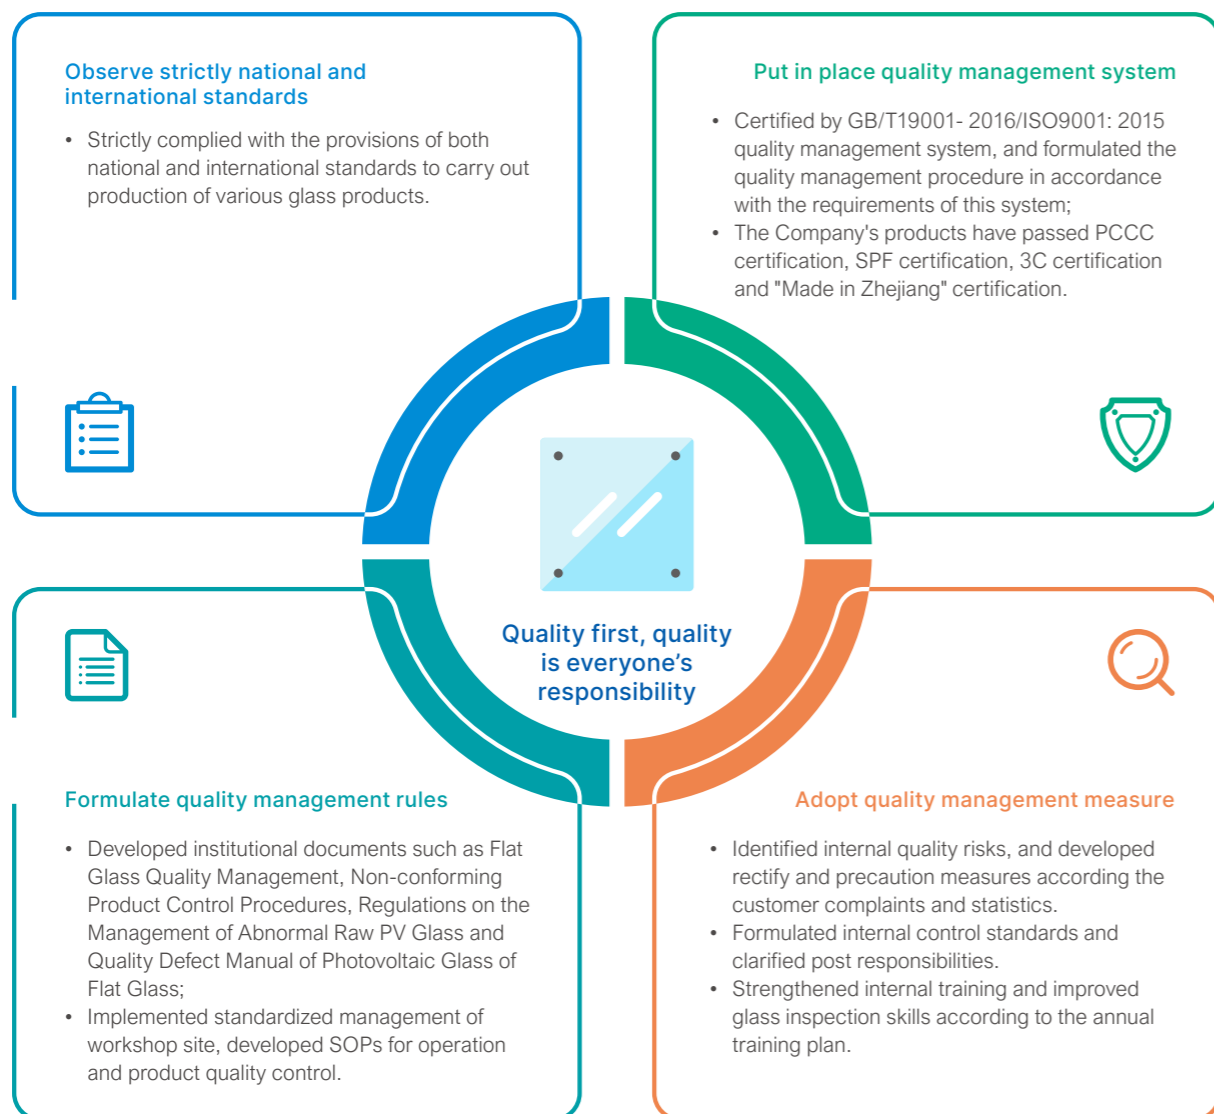 Observe strictly national and
international standards
• Strictly complied with the provisions of both
national and international standards to carry out
production of various glass products.
Put in place quality management system
• Certified by GB/T19001- 2016/ISO9001: 2015
quality management system, and formulated the
quality management procedure in accordance
with the requirements of this system;
• The Company's products have passed PCCC
certification, SPF certification, 3C certification
and "Made in Zhejiang" certification.
Quality first, quality
is everyone’s
responsibility
Formulate quality management rules
• Developed institutional documents such as Flat
Glass Quality Management, Non-conforming
Product Control Procedures, Regulations on the
Management of Abnormal Raw PV Glass and
Quality Defect Manual of Photovoltaic Glass of
Flat Glass;
• Implemented standardized management of
workshop site, developed SOPs for operation
and product quality control.
Adopt quality management measure
• Identified internal quality risks, and developed
rectify and precaution measures according the
customer complaints and statistics.
• Formulated internal control standards and
clarified post responsibilities.
• Strengthened internal training and improved
glass inspection skills according to the annual
training plan.